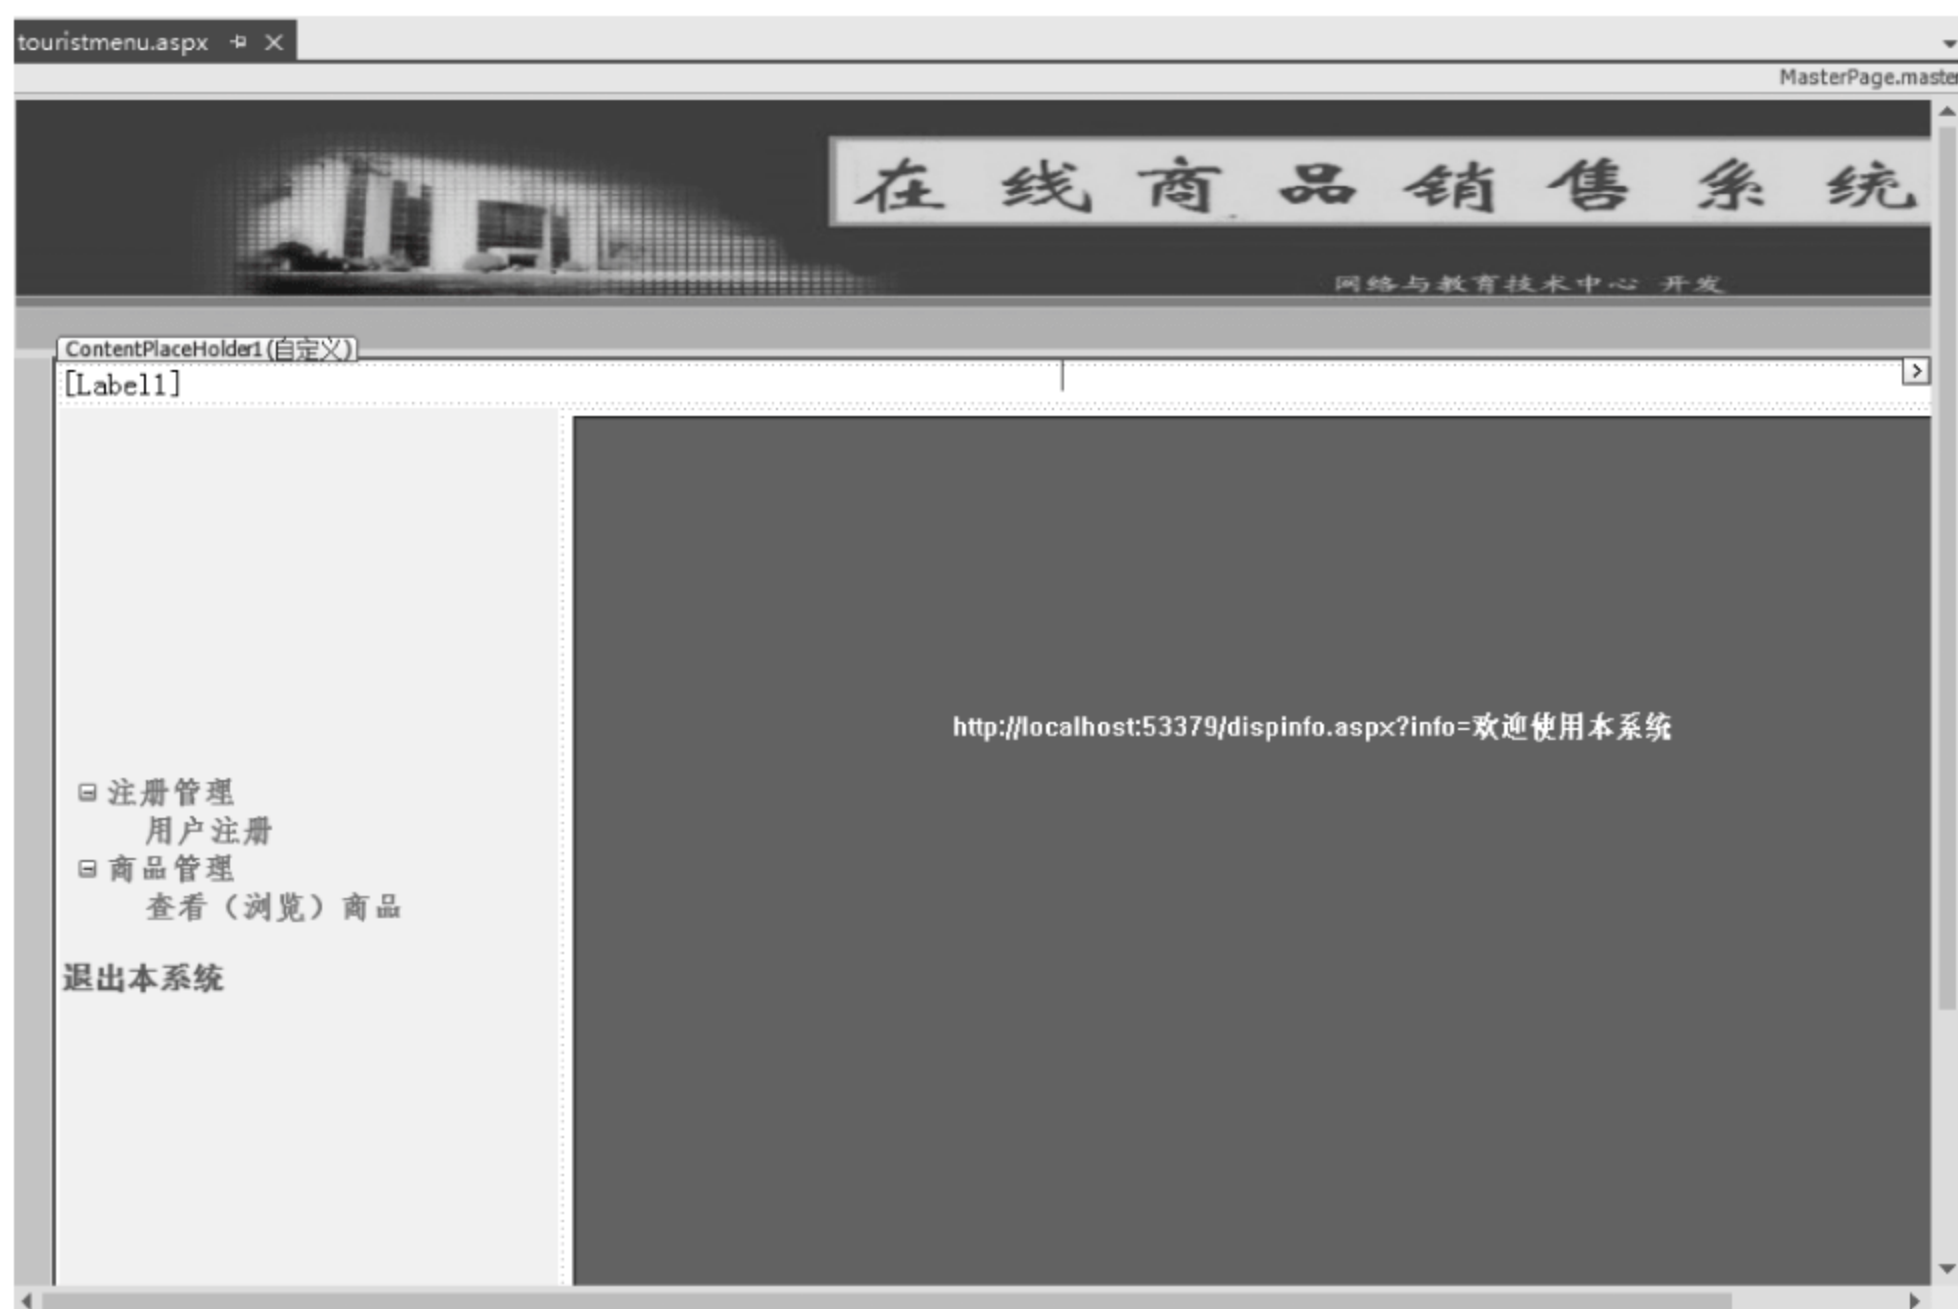 touristmenu.aspx
MasterPage.master
在线商品销售系统
网络与教育技术中心 开发
ContentPlaceHolder1 (自定义)
[Label1]
http://localhost:53379/dispinfo.aspx?info=欢迎使用本系统
注册管理
用户注册
商品管理
查看（浏览）商品
退出本系统